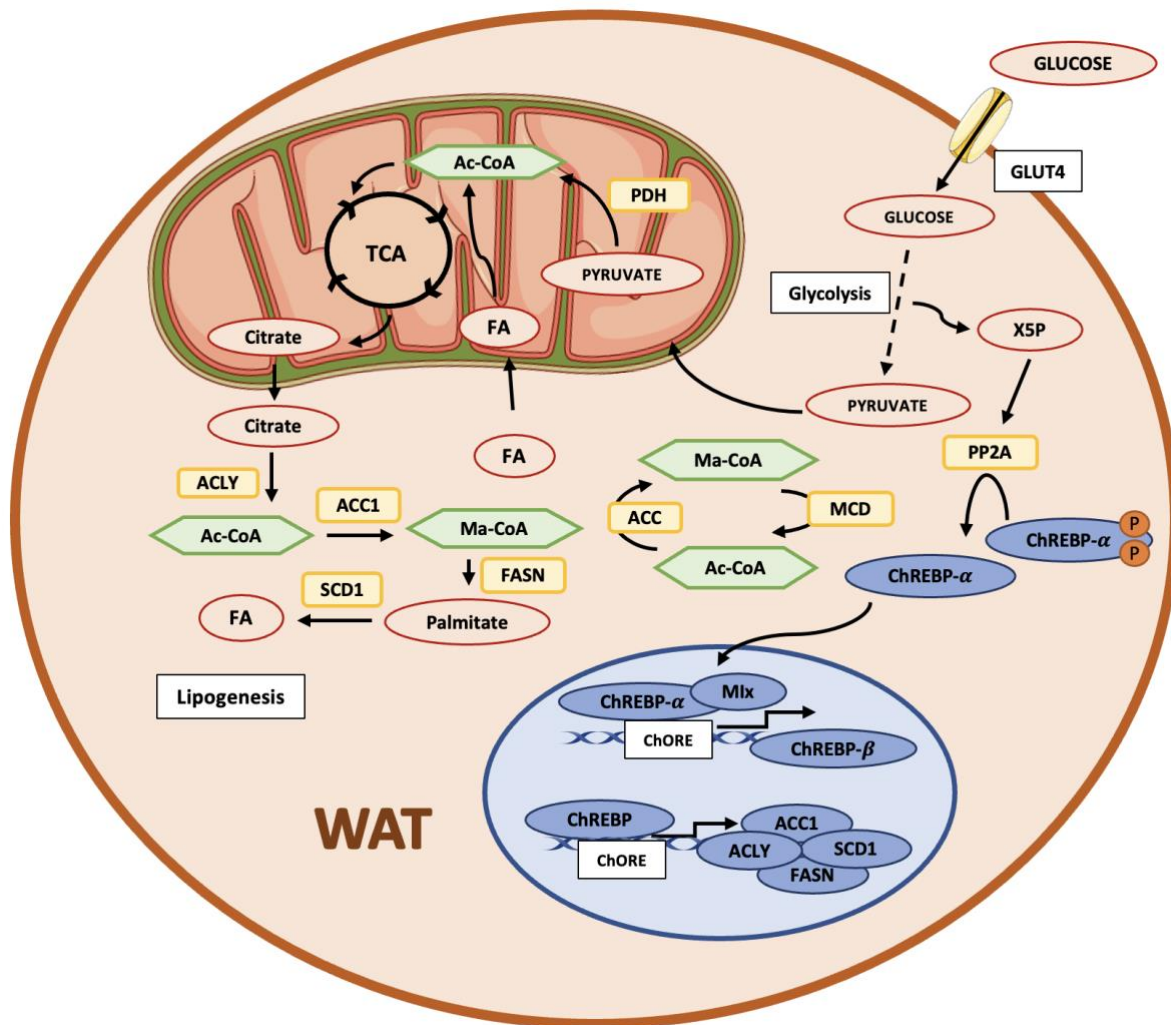 GLUCOSE
GLUT4
GLUCOSE
Glycolysis
X5P
PYRUVATE
PP2A
ChREBP-α
P
P
ChREBP-α
Ac-CoA
PDH
TCA
PYRUVATE
FA
Citrate
Citrate
FA
ACLY
ACC1
Ac-CoA
Ma-CoA
SCD1
FASN
FA
Palmitate
Lipogenesis
Ma-CoA
ACC
MCD
Ac-CoA
ChREBP-α
Mlx
ChORE
ChREBP-β
ChREBP
ChORE
ACC1
ACLY
SCD1
FASN
WAT